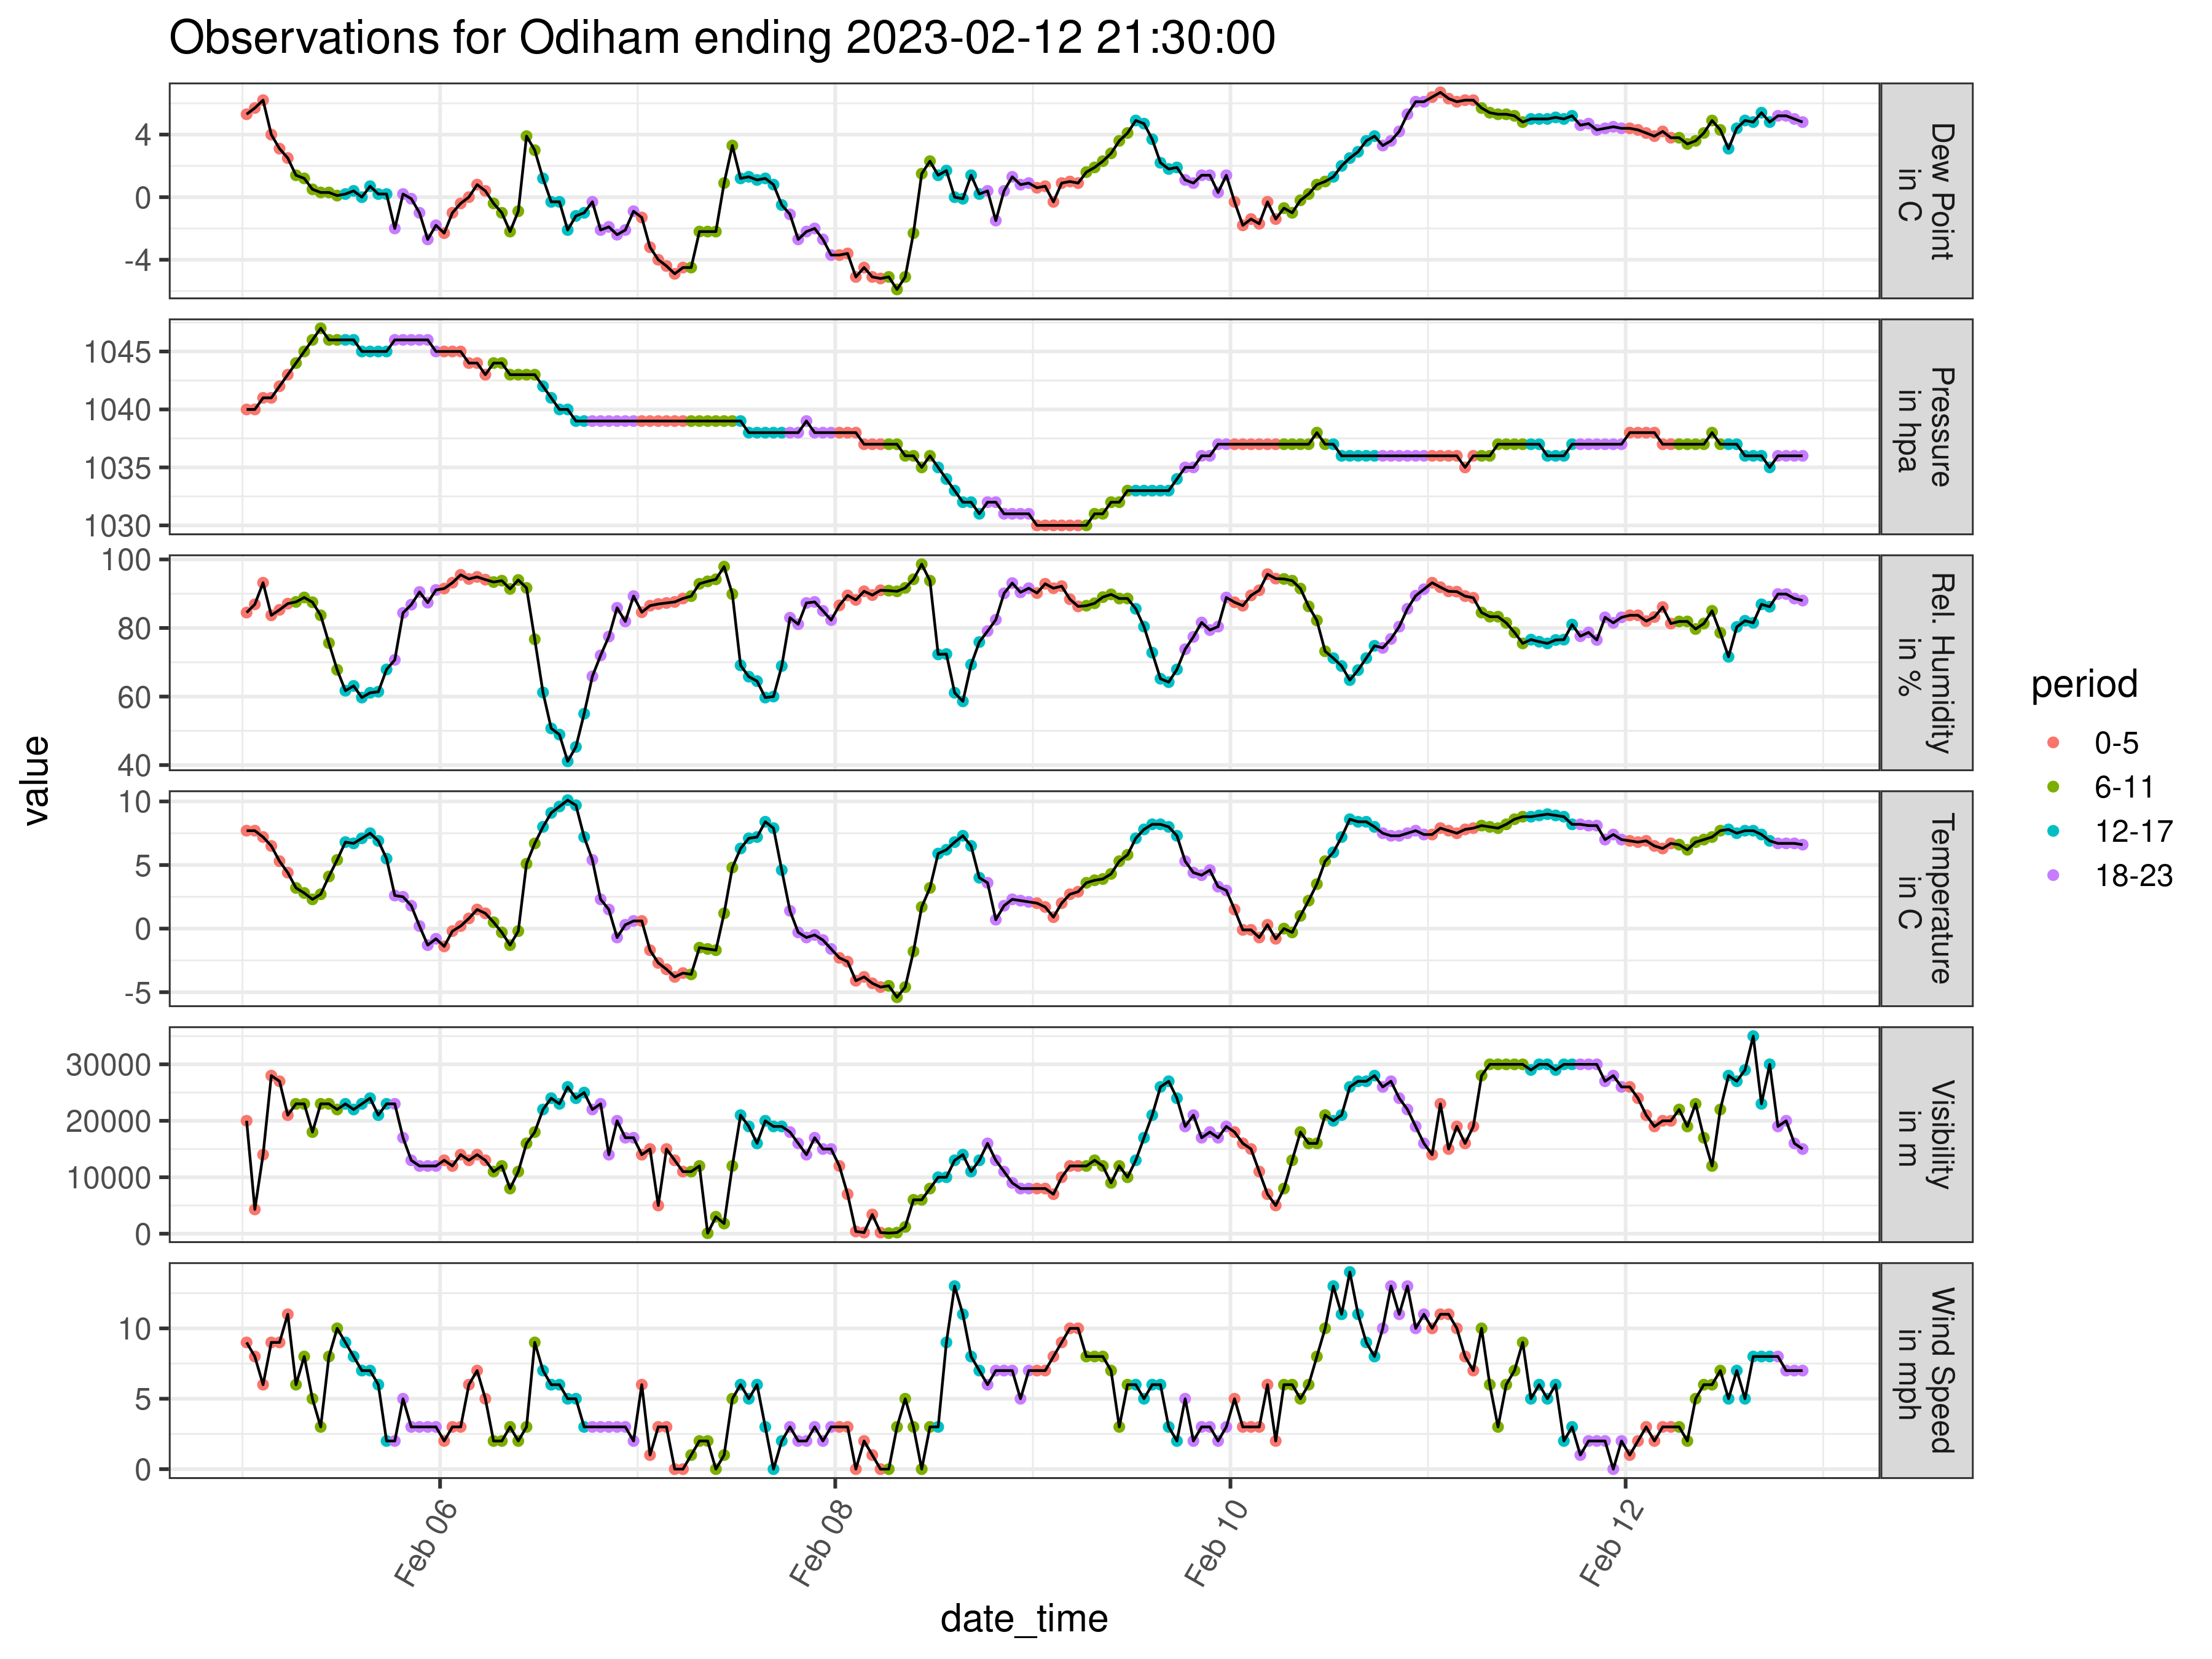 Observations for Odiham ending 2023-02-12 21:30:00
value
4
0
-4
Dew Point
in C
1045
1040
1035
1030
Pressure
in hpa
100
80
60
40
Rel. Humidity
in %
10
5
0
-5
Temperature
in C
30000
20000
10000
0
Visibility
in m
10
5
0
Wind Speed
in mph
Feb 06
Feb 08
Feb 10
Feb 12
date_time
period
0-5
6-11
12-17
18-23